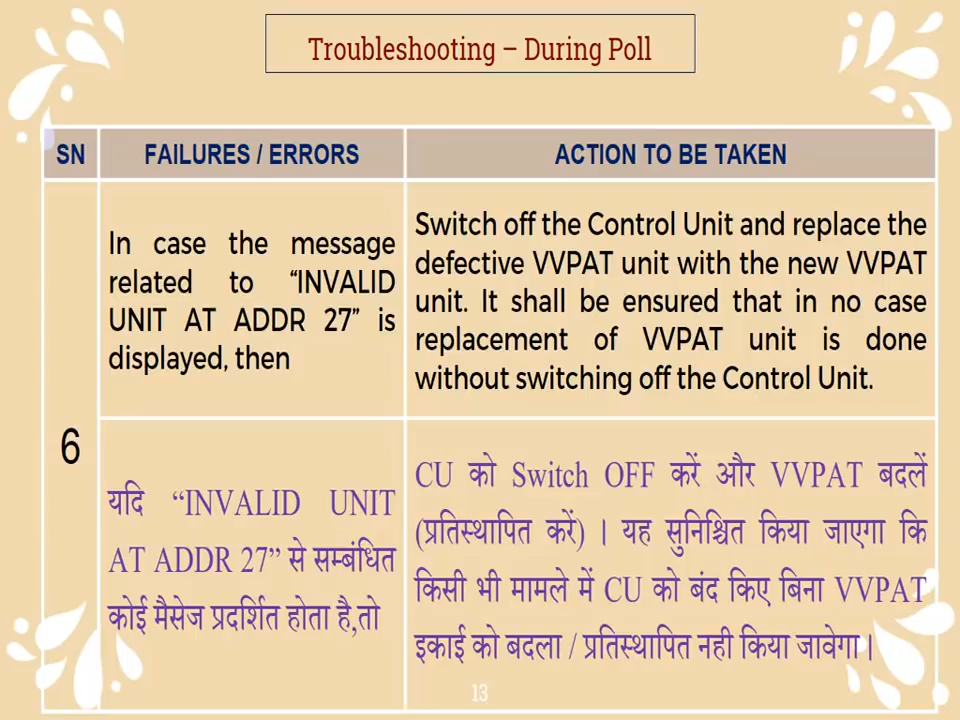 Troubleshooting – During Poll
SN
FAILURES / ERRORS
ACTION TO BE TAKEN
6
In case the message
related to “INVALID
UNIT AT ADDR 27” is
displayed, then
Switch off the Control Unit and replace the
defective VVPAT unit with the new VVPAT
unit. It shall be ensured that in no case
replacement of VVPAT unit is done
without switching off the Control Unit.
यदि “INVALID UNIT
AT ADDR 27” से सम्बंधित
कोई मैसेज प्रदर्शित होता है,तो
CU को Switch OFF करें और VVPAT बदलें
(प्रतिस्थापित करें) । यह सुनिश्चित किया जाएगा कि
किसी भी मामले में CU को बंद किए बिना VVPAT
इकाई को बदला / प्रतिस्थापित नही किया जावेगा।
13